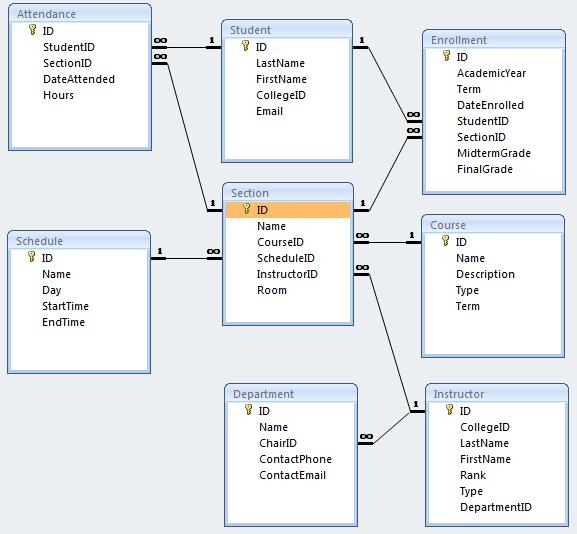 Attendance
ID
StudentID
SectionID
DateAttended
Hours
∞
∞
1
Student
ID
LastName
FirstName
CollegeID
Email
1
∞
∞
Enrollment
ID
AcademicYear
Term
DateEnrolled
StudentID
SectionID
MidtermGrade
FinalGrade
Schedule
ID
Name
Day
StartTime
EndTime
1
∞
1
Section
ID
Name
CourseID
ScheduleID
InstructorID
Room
1
∞
∞
1
Course
ID
Name
Description
Type
Term
Department
ID
Name
ChairID
ContactPhone
ContactEmail
∞
1
Instructor
ID
CollegeID
LastName
FirstName
Rank
Type
DepartmentID